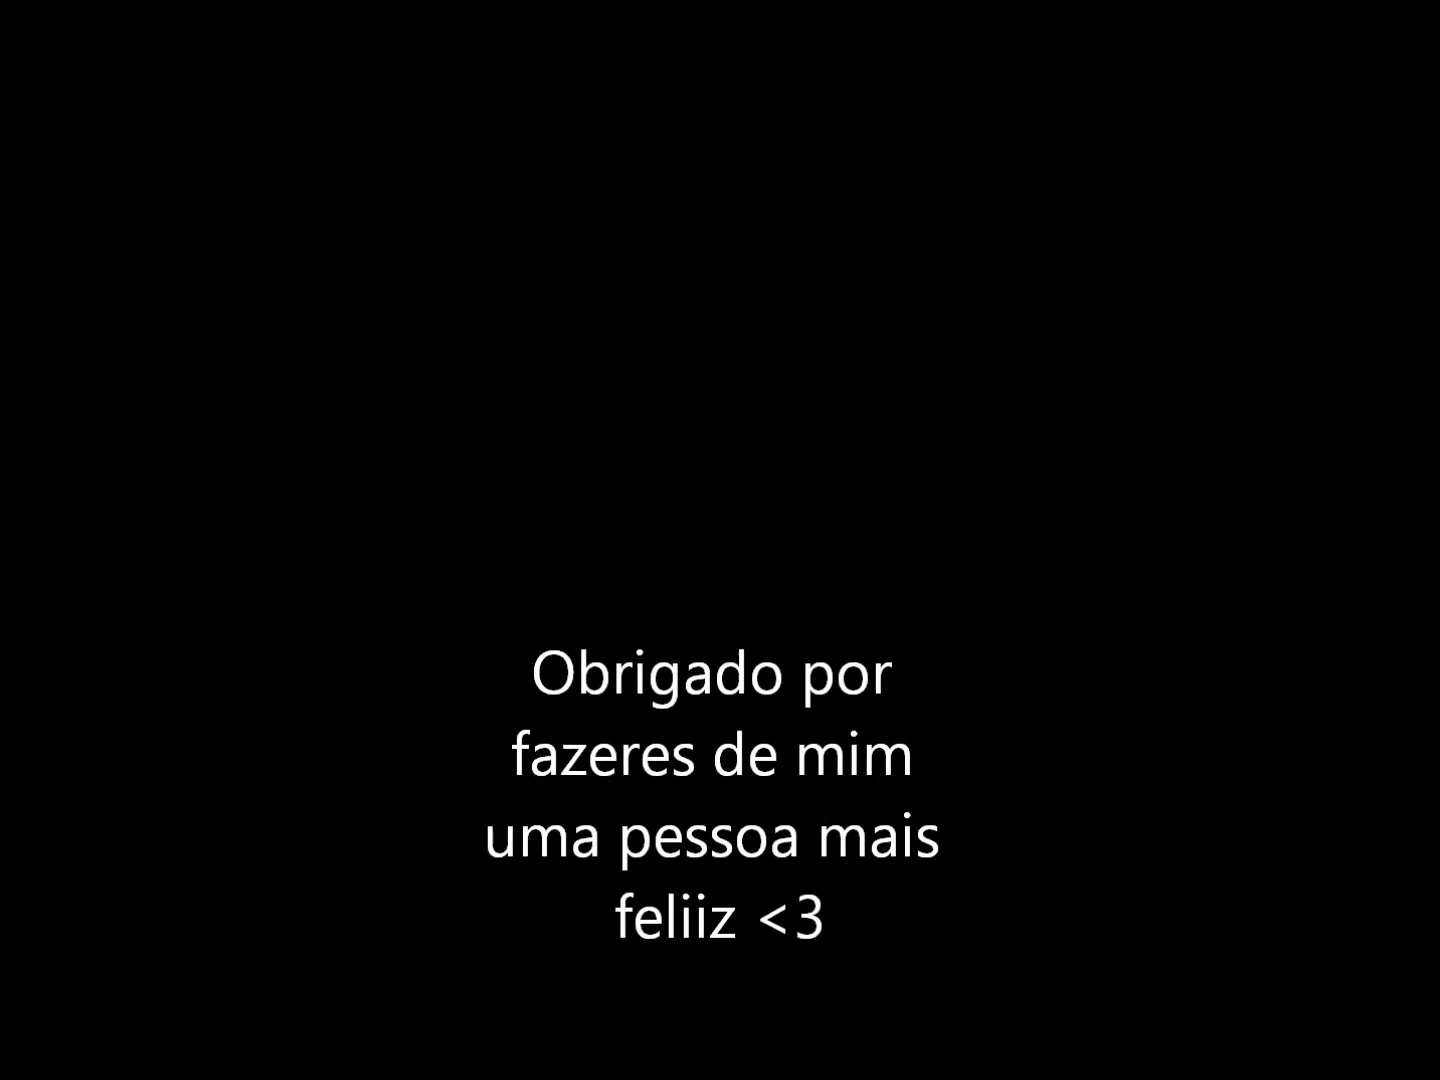 Obrigado por
fazeres de mim
uma pessoa mais
feliiz <3